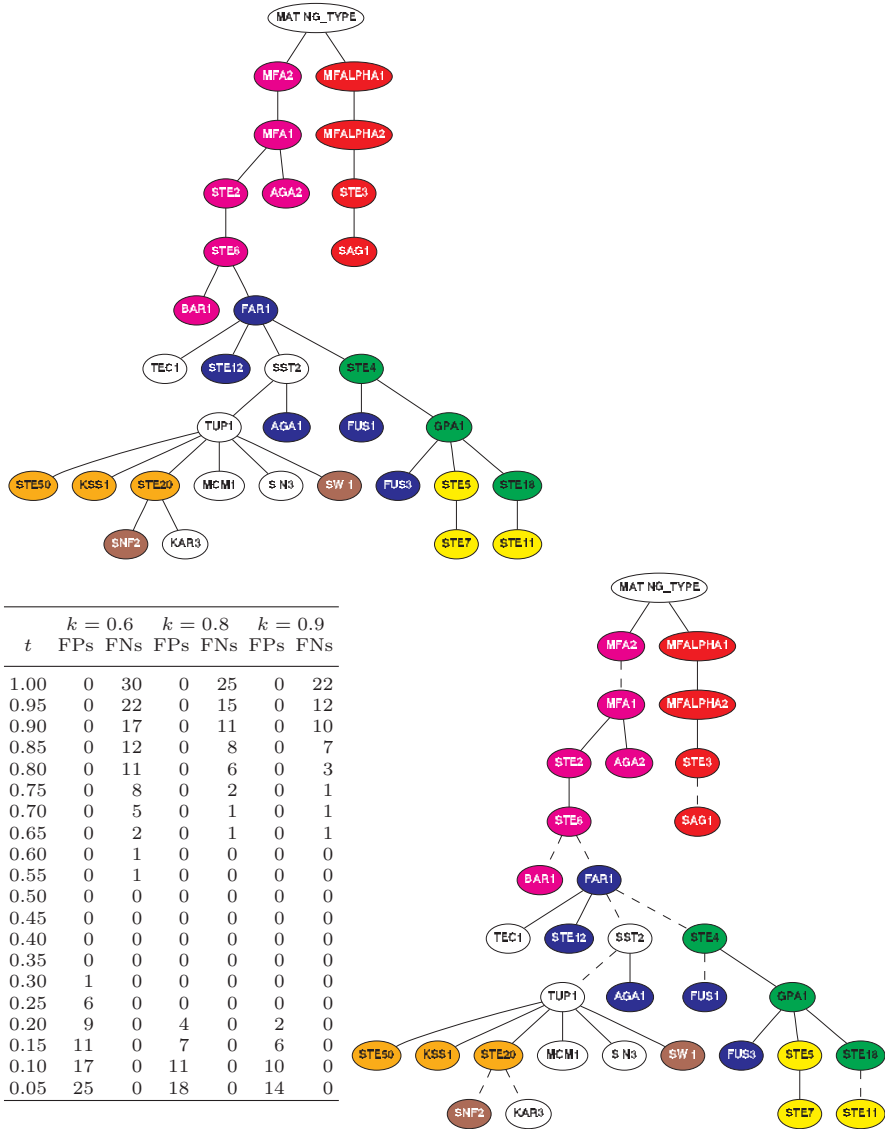 MAT NG_TYPE
MFA2 MFALPHA1
MFA1 MFALPHA2
STE2 AGA2 STE3
STE6 SAG1
BAR1 FAR1
TEC1 STE12 SST2 STE4
TUP1 AGA1 FUS1 GPA1
STE50 KSS1 STE20 MCM1 S N3 SW 1 FUS3 STE5 STE18
SNF2 KAR3 STE7 STE11
k = 0.6 k = 0.8 k = 0.9
t FPs FNs FPs FNs FPs FNs
1.00 0 30 0 25 0 22
0.95 0 22 0 15 0 12
0.90 0 17 0 11 0 10
0.85 0 12 0 8 0 7
0.80 0 11 0 6 0 3
0.75 0 8 0 2 0 1
0.70 0 5 0 1 0 1
0.65 0 2 0 1 0 1
0.60 0 1 0 0 0 0
0.55 0 1 0 0 0 0
0.50 0 0 0 0 0 0
0.45 0 0 0 0 0 0
0.40 0 0 0 0 0 0
0.35 0 0 0 0 0 0
0.30 1 0 0 0 0 0
0.25 6 0 0 0 0 0
0.20 9 0 4 0 2 0
0.15 11 0 7 0 6 0
0.10 17 0 11 0 10 0
0.05 25 0 18 0 14 0
MAT NG_TYPE
MFA2 MFALPHA1
MFA1 MFALPHA2
STE2 AGA2 STE3
STE6 SAG1
BAR1 FAR1
TEC1 STE12 SST2 STE4
TUP1 AGA1 FUS1 GPA1
STE50 KSS1 STE20 MCM1 S N3 SW 1 FUS3 STE5 STE18
SNF2 KAR3 STE7 STE11